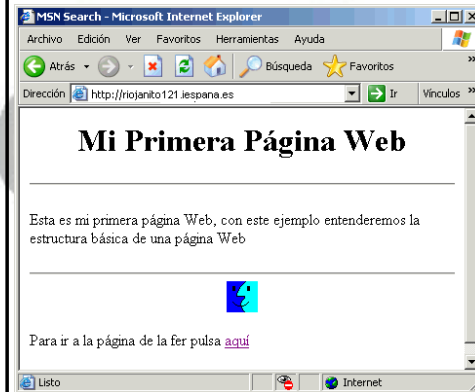 MSN Search - Microsoft Internet Explorer
Archivo Edición Ver Favoritos Herramientas Ayuda
Atrás Búsqueda Favoritos »
Dirección http://riojanito121.iespana.es Ir Vínculos »
Mi Primera Página Web
Esta es mi primera página Web, con este ejemplo entenderemos la
estructura básica de una página Web
Para ir a la página de la fer pulsa aquí
Listo Internet